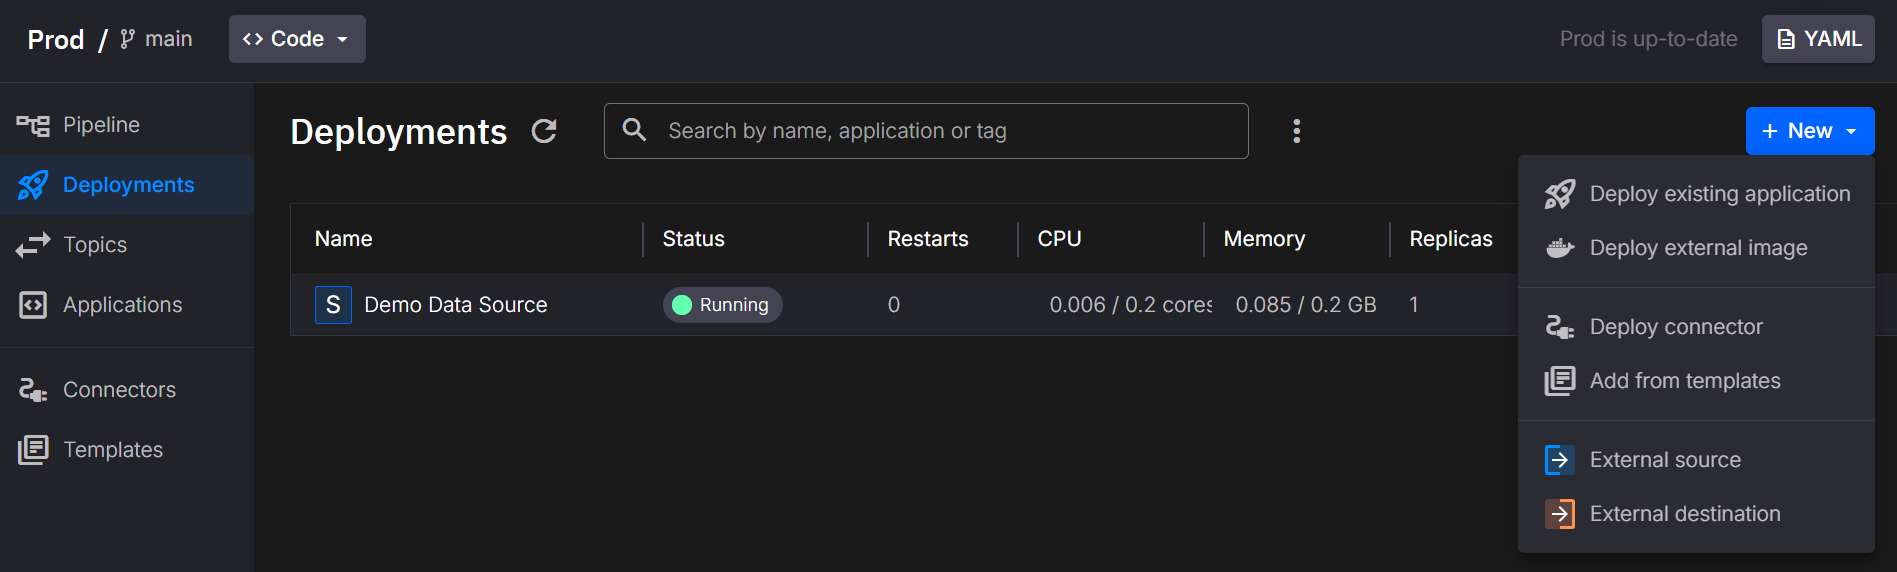 Prod / main
<> Code
Prod is up-to-date
YAML
Pipeline
Deployments
Topics
Applications
Connectors
Templates
Deployments
Search by name, application or tag
+ New
Name Status Restarts CPU Memory Replicas
S Demo Data Source Running 0 0.006 / 0.2 cores 0.085 / 0.2 GB 1
Deploy existing application
Deploy external image
Deploy connector
Add from templates
External source
External destination